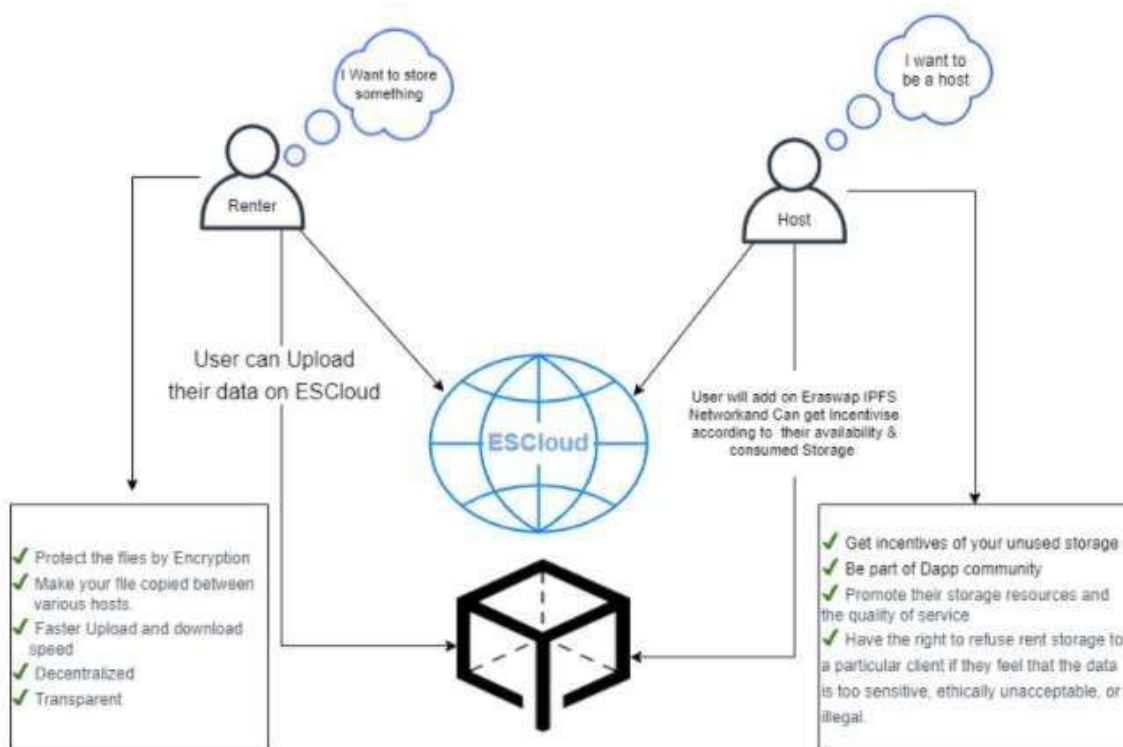 I Want to store
something
I want to
be a host
Renter
Host
User can Upload
their data on ESCloud
ESCloud
User will add on Eraswap IPFS
Networkand Can get Incentivise
according to their availability &
consumed Storage
✔ Protect the files by Encryption
✔ Make your file copied between
various hosts.
✔ Faster Upload and download
speed
✔ Decentralized
✔ Transparent
✔ Get incentives of your unused storage
✔ Be part of Dapp community
✔ Promote their storage resources and
the quality of service
✔ Have the right to refuse rent storage to
a particular client if they feel that the data
is too sensitive, ethically unacceptable, or
illegal.